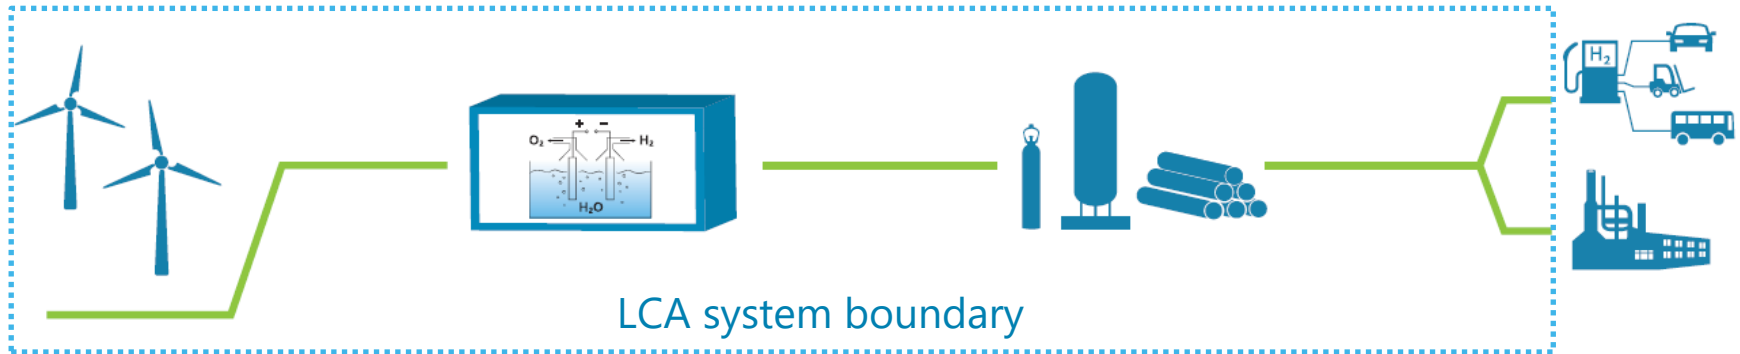 + −
O₂ H₂
H₂O
H₂
LCA system boundary